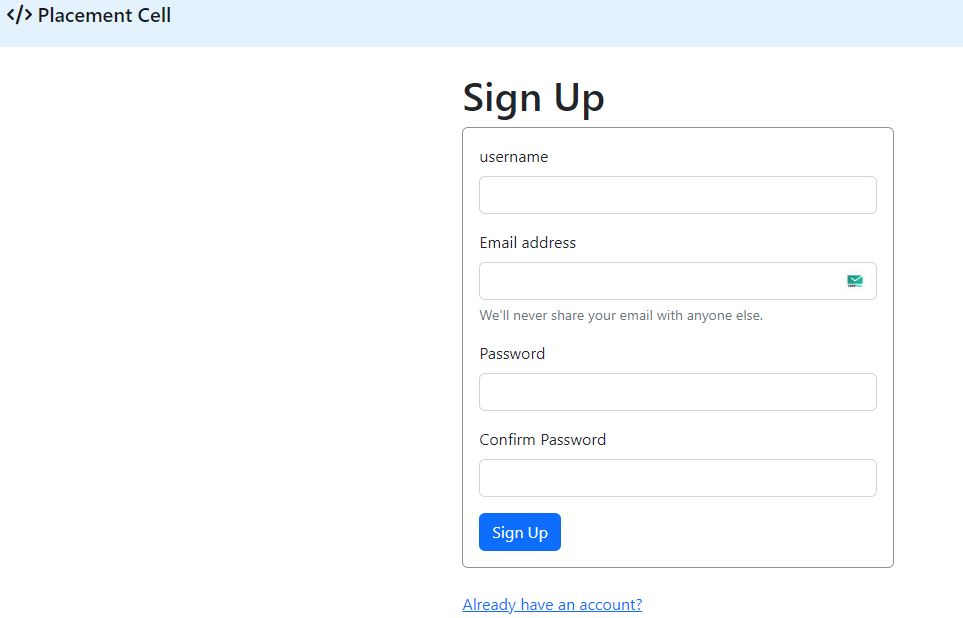 </> Placement Cell
Sign Up
username
Email address
We'll never share your email with anyone else.
Password
Confirm Password
Sign Up
Already have an account?